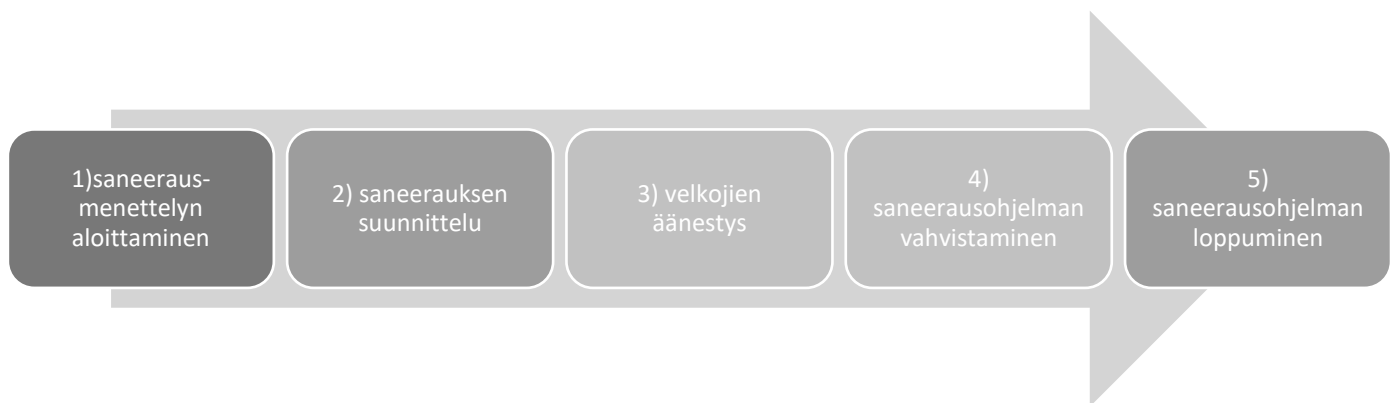 1)saneeraus-
menettelyn
aloittaminen
2) saneerauksen
suunnittelu
3) velkojien
äänestys
4)
saneerausohjelman
vahvistaminen
5)
saneerausohjelman
loppuminen